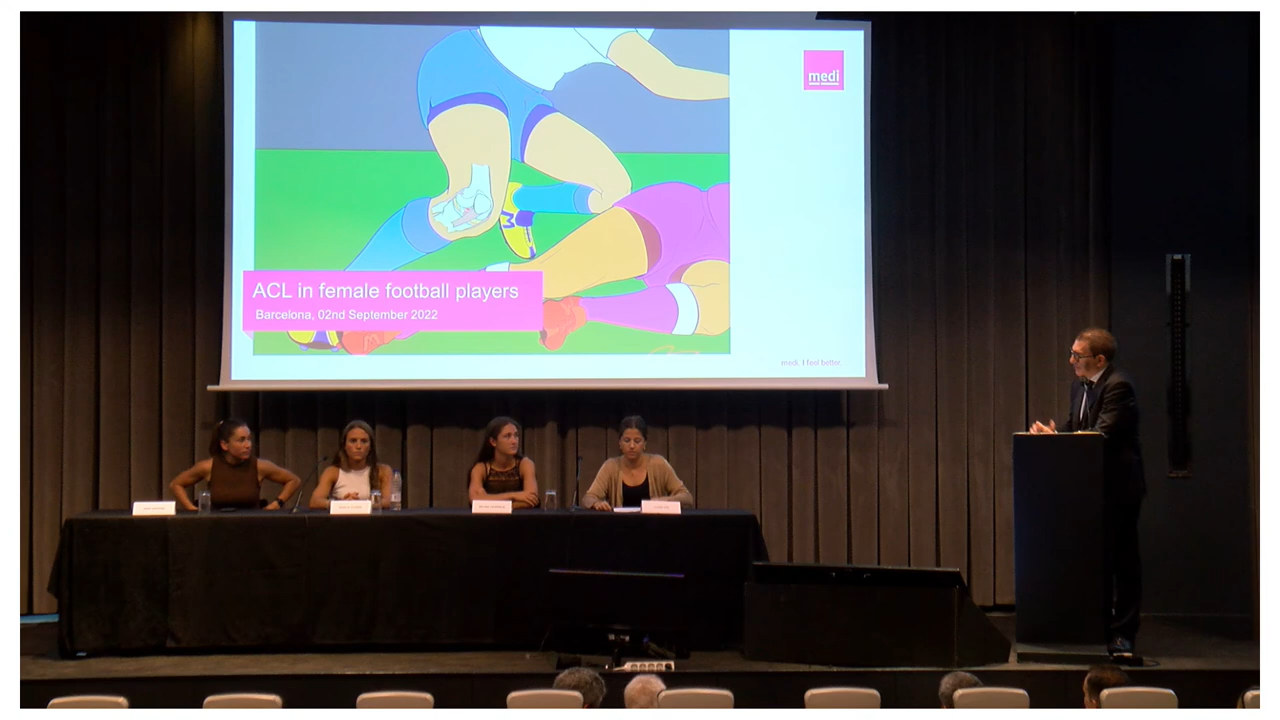 medi
ACL in female football players
Barcelona, 02nd September 2022
medi. I feel better.